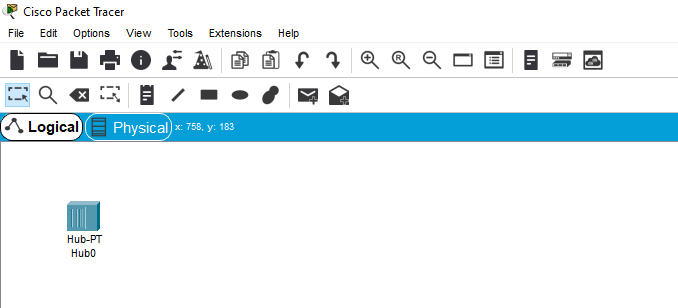 Cisco Packet Tracer
File Edit Options View Tools Extensions Help
Logical Physical x: 758, y: 183
Hub-PT
Hub0